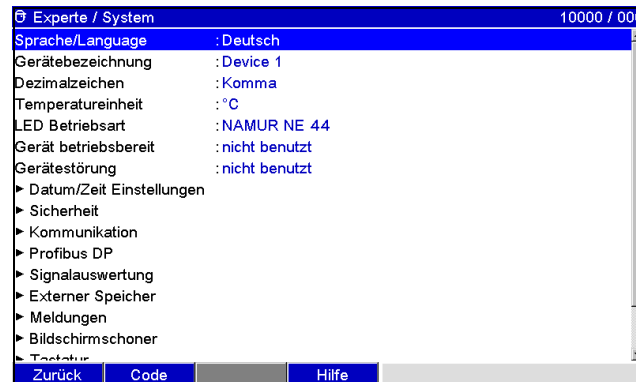 Experte / System 10000 / 00
Sprache/Language : Deutsch
Gerätebezeichnung : Device 1
Dezimalzeichen : Komma
Temperatureinheit : °C
LED Betriebsart : NAMUR NE 44
Gerät betriebsbereit : nicht benutzt
Gerätestörung : nicht benutzt
► Datum/Zeit Einstellungen
► Sicherheit
► Kommunikation
► Profibus DP
► Signalauswertung
► Externer Speicher
► Meldungen
► Bildschirmschoner
► Tastatur
Zurück Code Hilfe